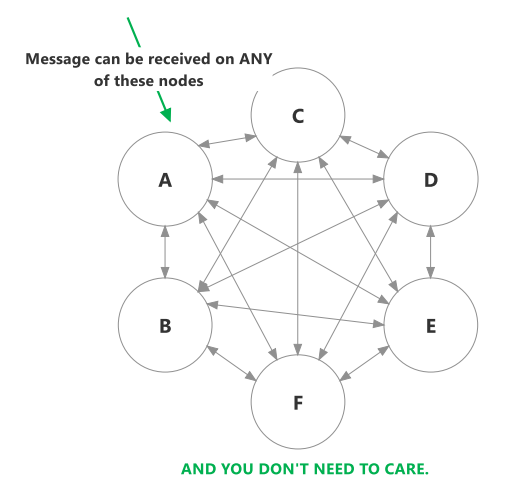 Message can be received on ANY
of these nodes
C
A
D
B
E
F
AND YOU DON'T NEED TO CARE.